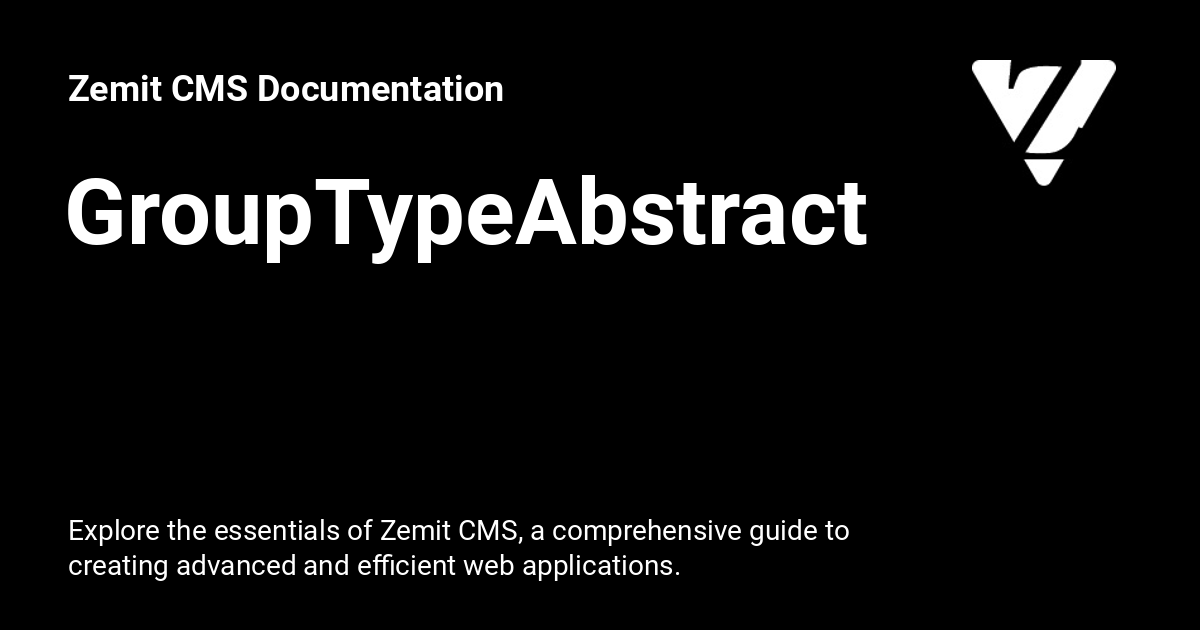 Zemit CMS Documentation
GroupTypeAbstract
Explore the essentials of Zemit CMS, a comprehensive guide to
creating advanced and efficient web applications.